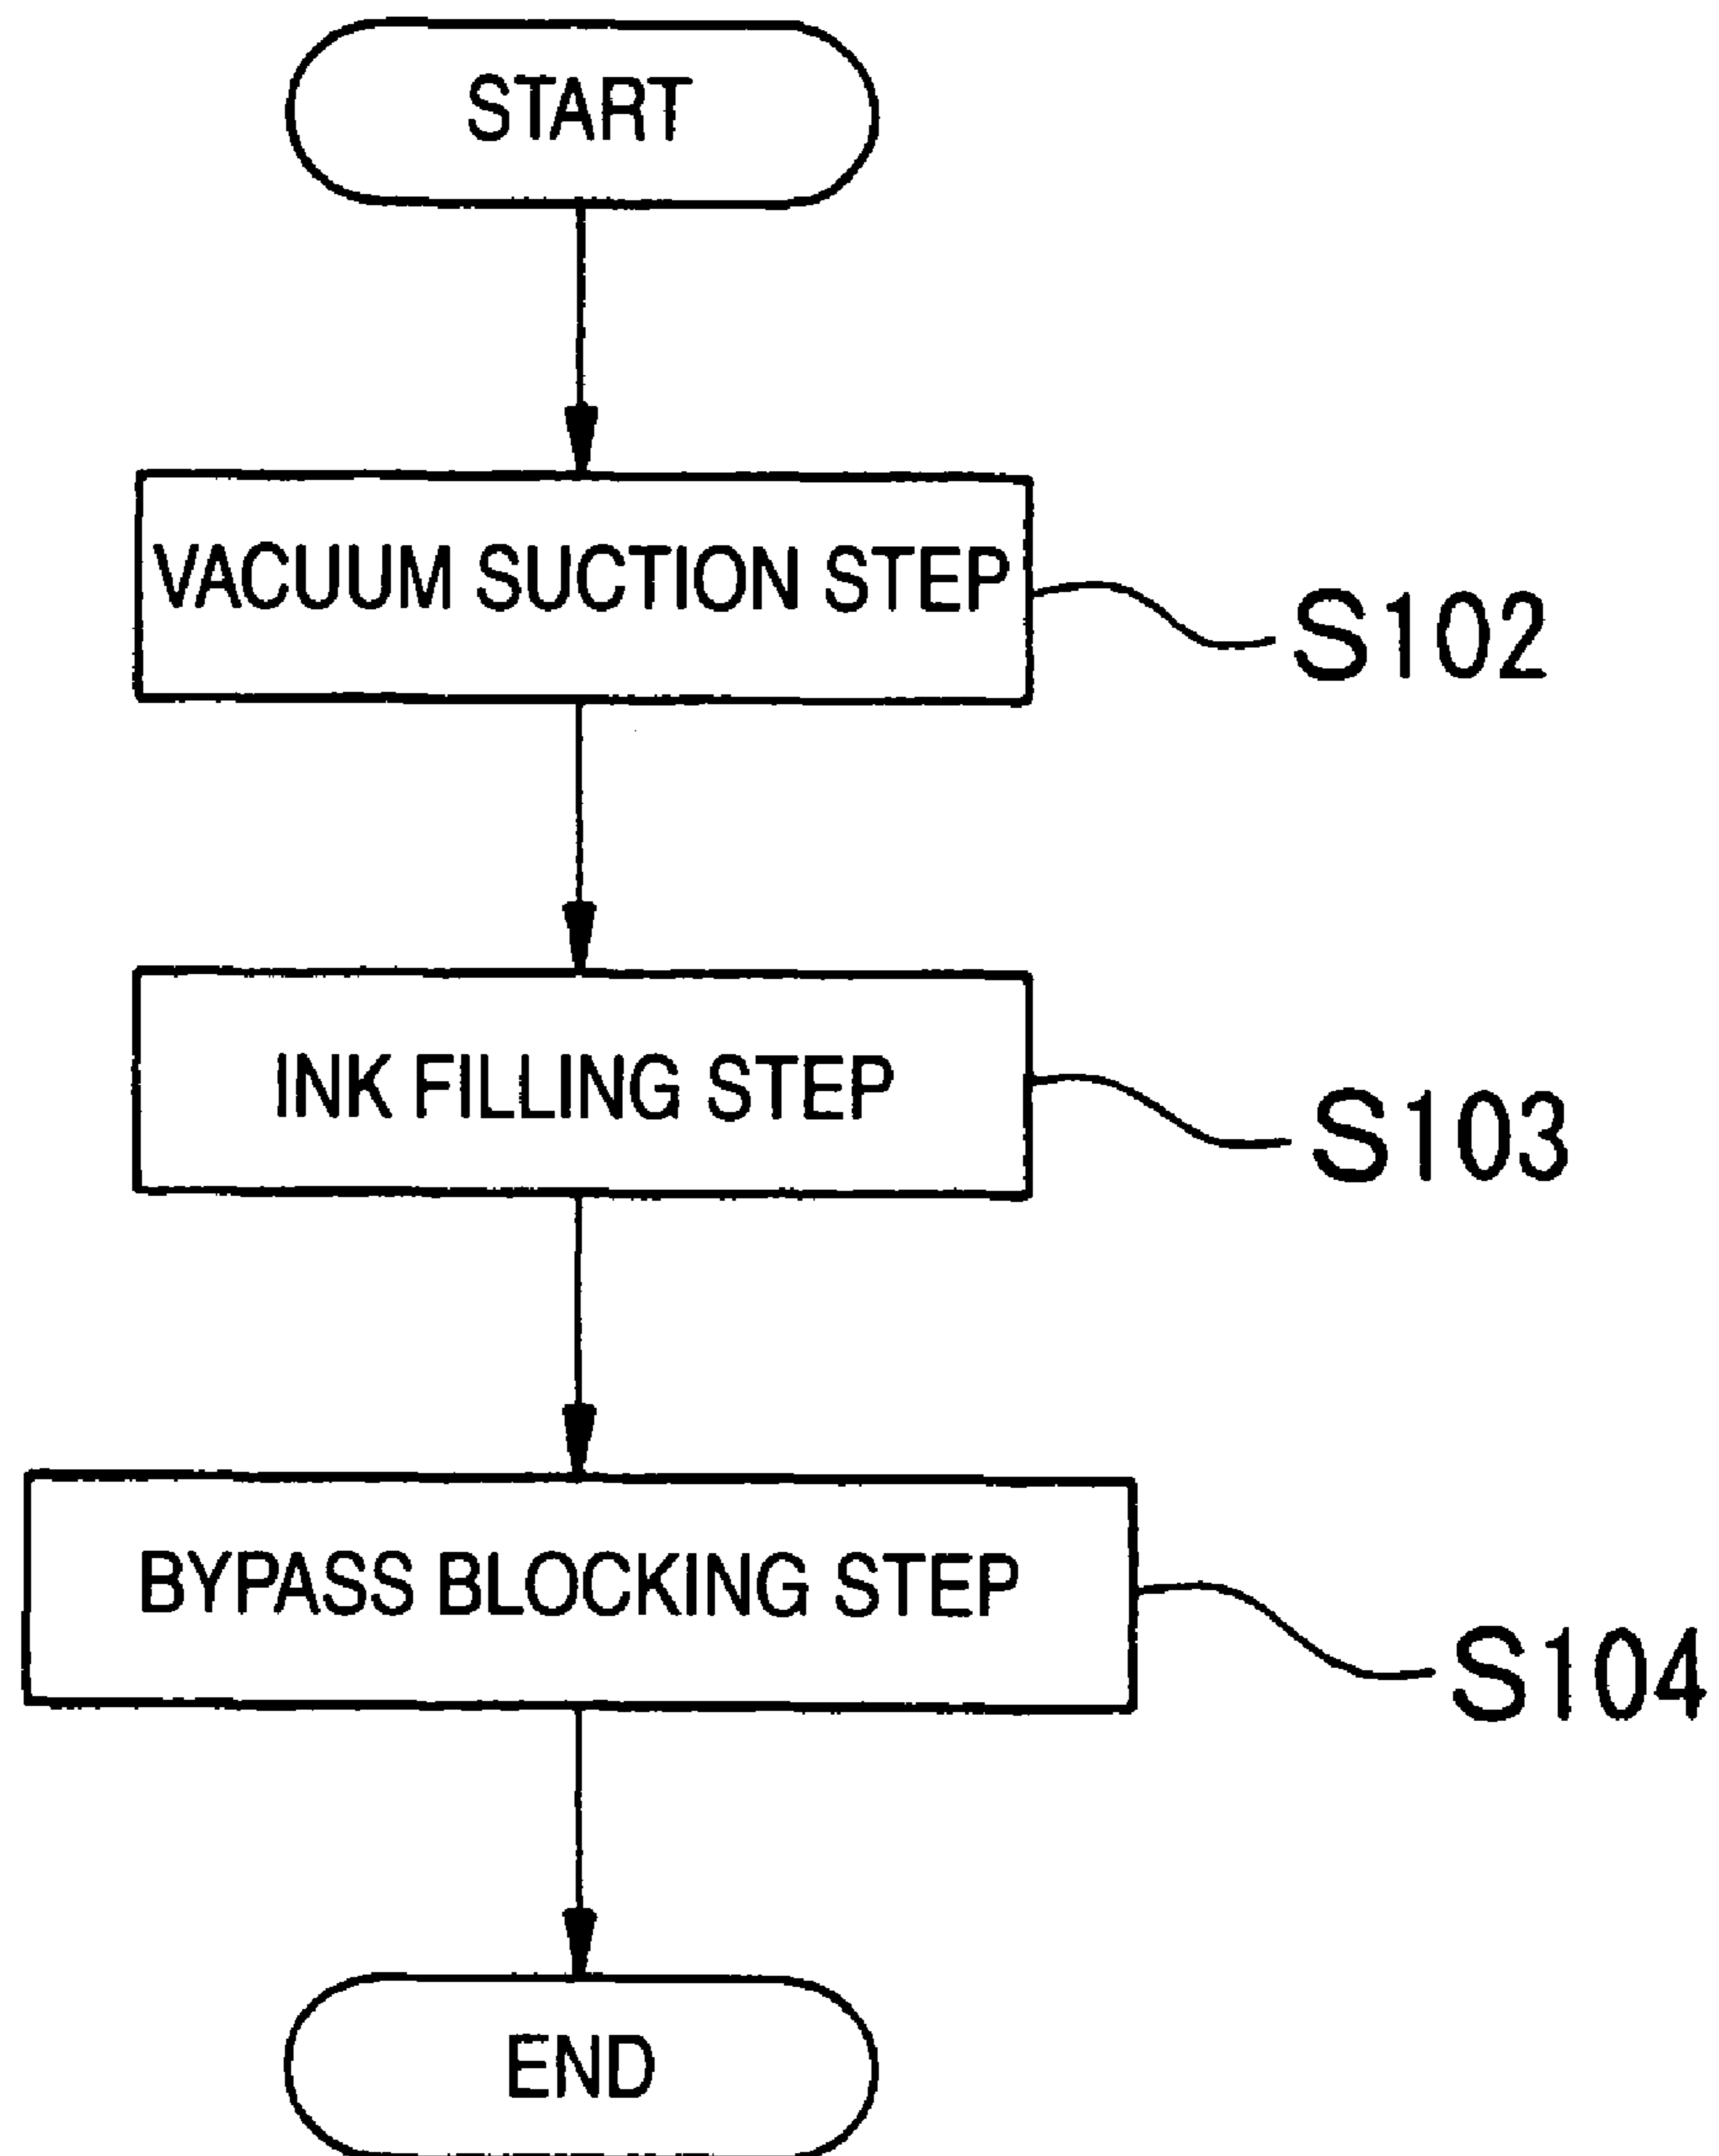 START
VACUUM SUCTION STEP
S102
INK FILLING STEP
S103
BYPASS BLOCKING STEP
S104
END